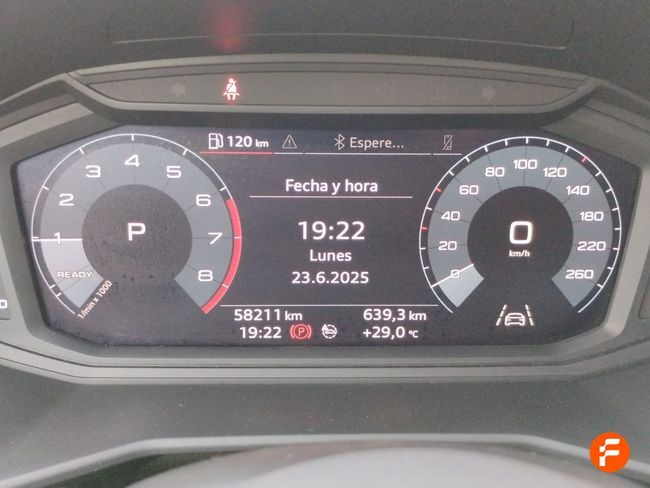 120 km
Espere...
Fecha y hora
19:22
Lunes
23.6.2025
58211 km 639,3 km
19:22 P +29,0 °C
1 2 3 4 5 6 7 8
READY
1/min x 1000
P
0 20 40 60 80 100 120 140 180 220 260
0
km/h